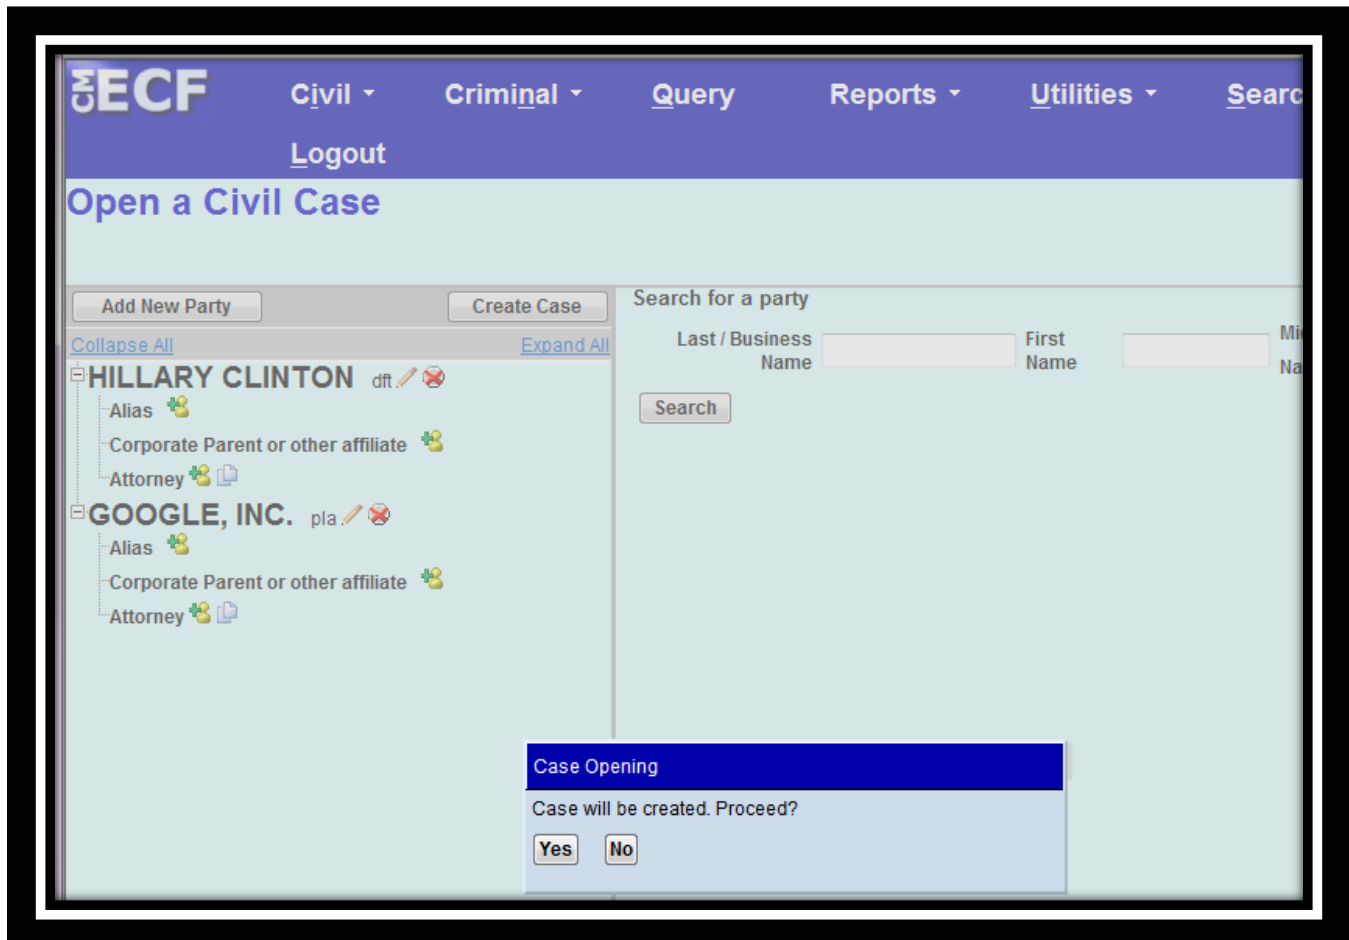 CM ECF
Civil
Criminal
Query
Reports
Utilities
Logout
Open a Civil Case
Add New Party
Create Case
Collapse All
Expand All
HILLARY CLINTON dft
Alias
Corporate Parent or other affiliate
Attorney
GOOGLE, INC. pla
Alias
Corporate Parent or other affiliate
Attorney
Search for a party
Last / Business
Name
First
Name
Search
Case Opening
Case will be created. Proceed?
Yes No